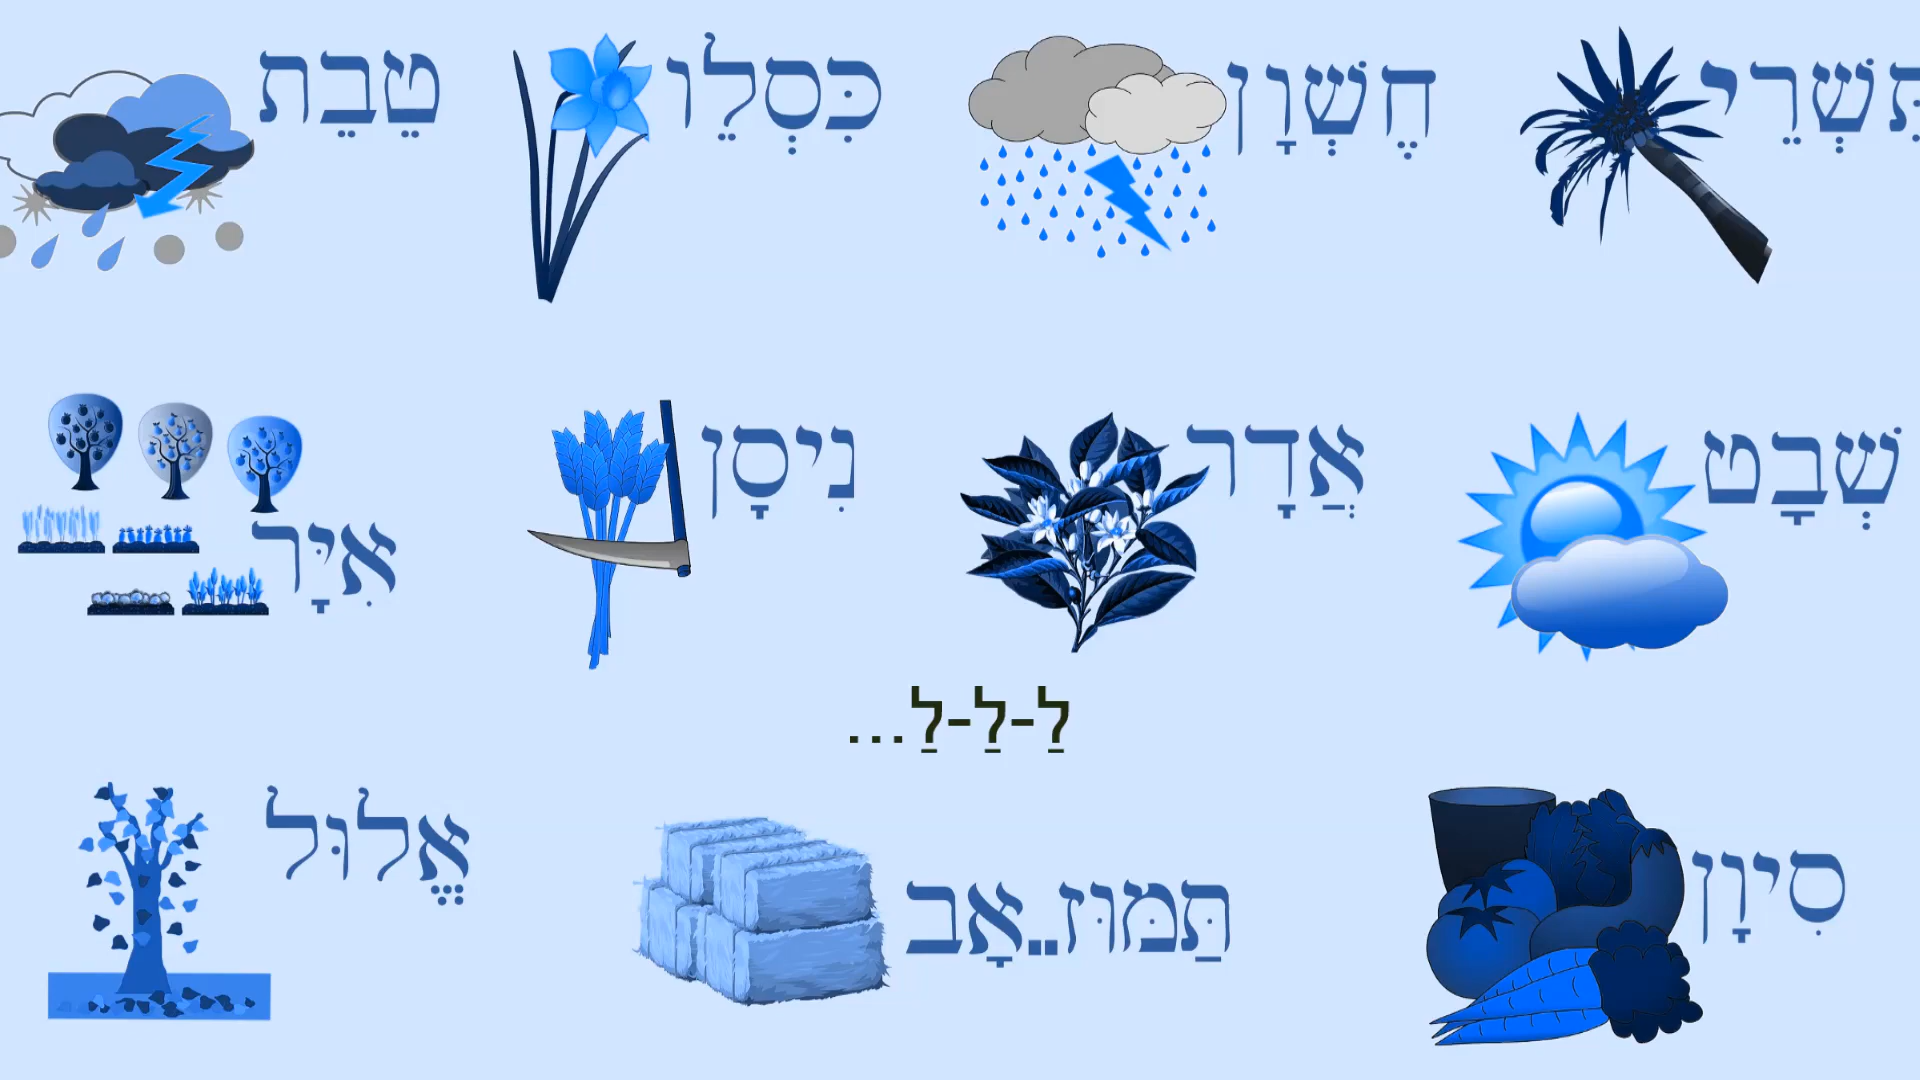 תִּשְׁרֵי
חֶשְׁוָן
כִּסְלֵו
טֵבֵת
שְׁבָט
אֲדָר
נִיסָן
אִיָּר
לַ-לַ-לַ...
סִיוָן
תַּמּוּז..אָב
אֱלוּל